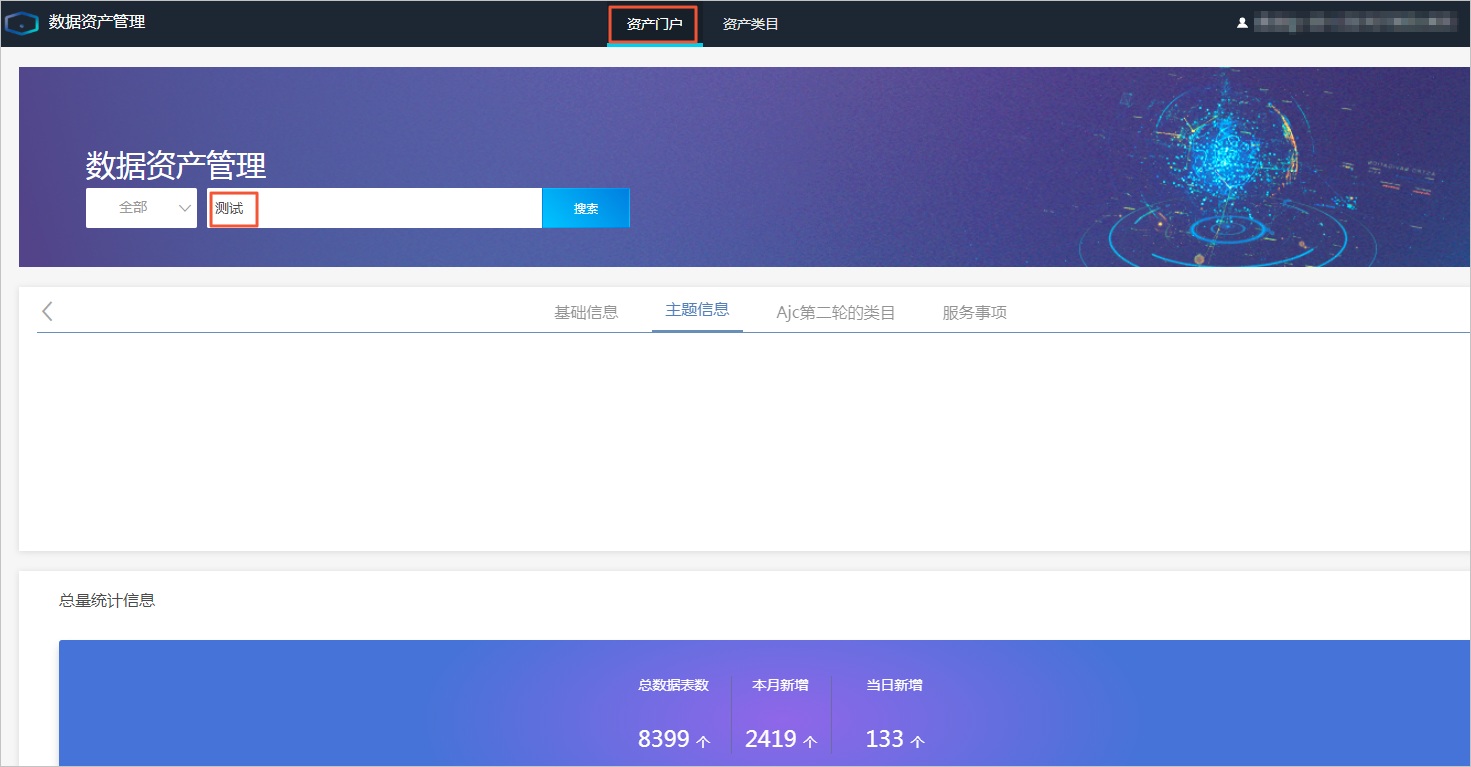 数据资产管理
资产门户
资产类目
数据资产管理
全部
测试
搜索
基础信息
主题信息
Ajc第二轮的类目
服务事项
总量统计信息
总数据表数
本月新增
当日新增
8399 个
2419 个
133 个